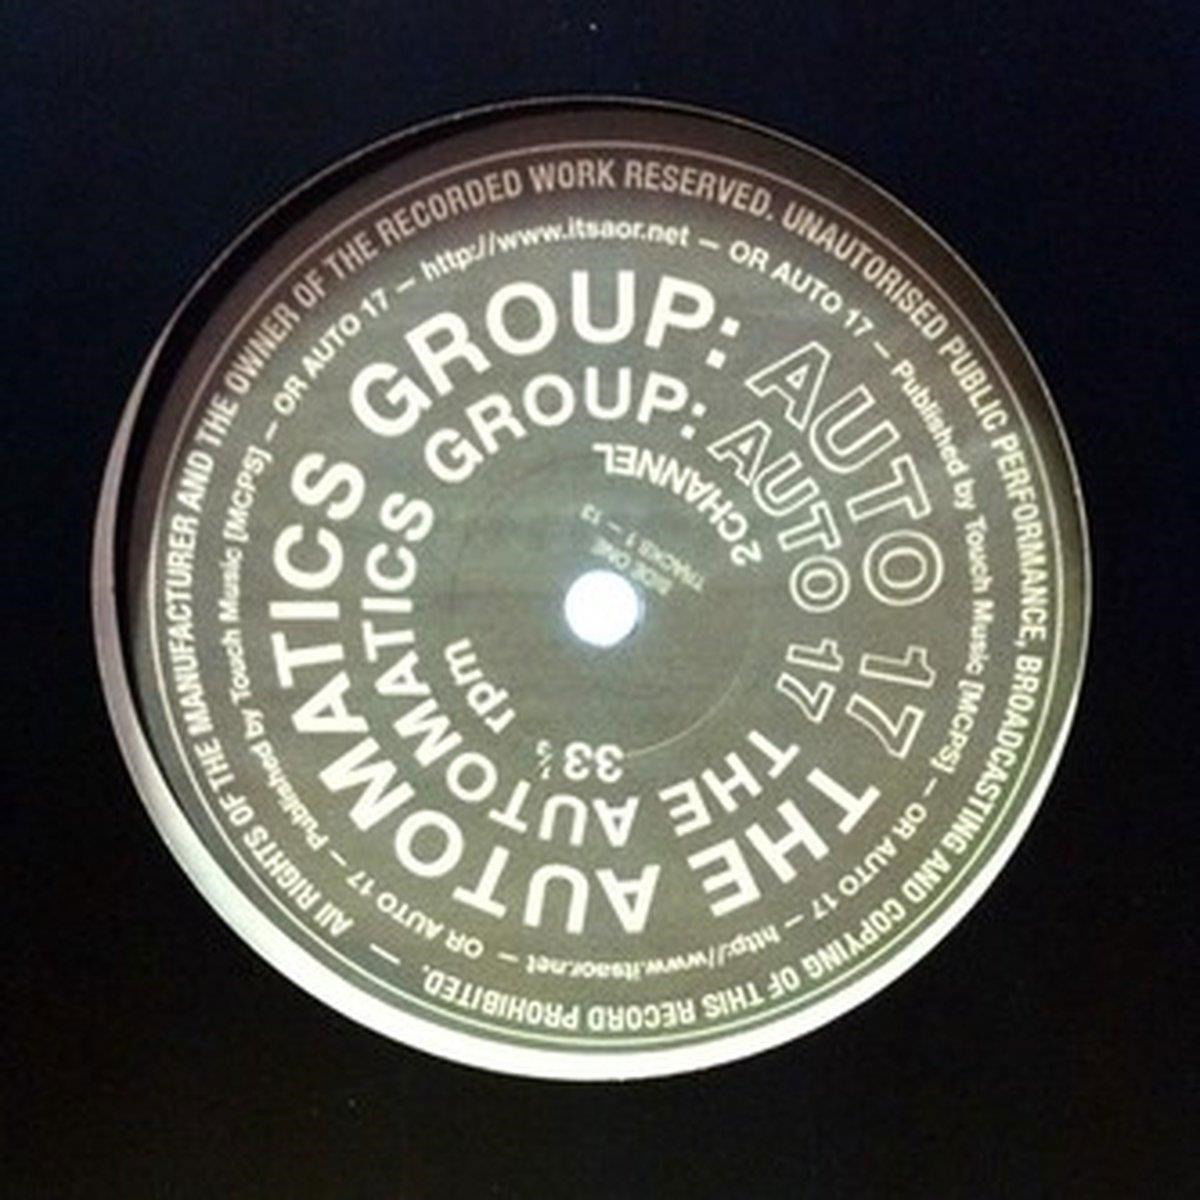 All RIGHTS OF THE MANUFACTURER AND THE OWNER OF THE RECORDED WORK RESERVED. UNAUTORISED PUBLIC PERFORMANCE, BROADCASTING AND COPYING OF THIS RECORD PROHIBITED. —
OR AUTO 17 — Published by Touch Music [MCPS] — OR AUTO 17 — http://www.itsaor.net — OR AUTO 17 — Published by Touch Music [MCPS] — OR AUTO 17 — http://www.itsaor.net —
THE AUTOMATICS GROUP: AUTO 17
THE AUTOMATICS GROUP: AUTO 17
2CHANNEL
SIDE ONE
TRACKS 1 – 13
33 ⅓ rpm